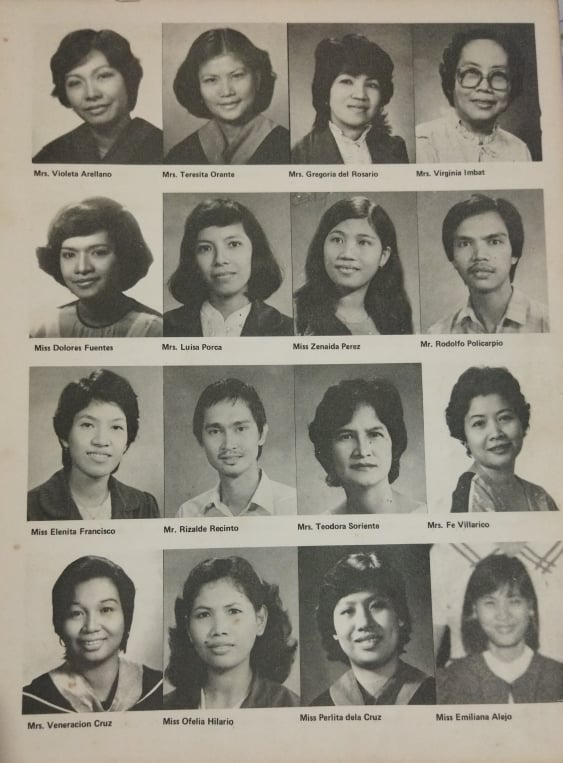 Mrs. Violeta Arellano
Mrs. Teresita Orante
Mrs. Gregoria del Rosario
Mrs. Virginia Imbat
Miss Dolores Fuentes
Mrs. Luisa Porca
Miss Zenaida Perez
Mr. Rodolfo Policarpio
Miss Elenita Francisco
Mr. Rizalde Recinto
Mrs. Teodora Soriente
Mrs. Fe Villarico
Mrs. Veneracion Cruz
Miss Ofelia Hilario
Miss Perlita dela Cruz
Miss Emiliana Alejo